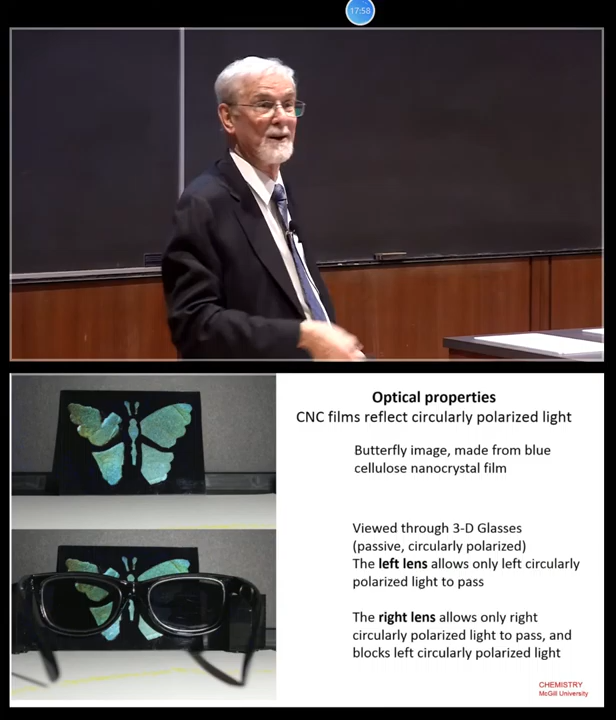 17:58
Optical properties
CNC films reflect circularly polarized light
Butterfly image, made from blue
cellulose nanocrystal film
Viewed through 3-D Glasses
(passive, circularly polarized)
The left lens allows only left circularly
polarized light to pass
The right lens allows only right
circularly polarized light to pass, and
blocks left circularly polarized light
CHEMISTRY
McGill University